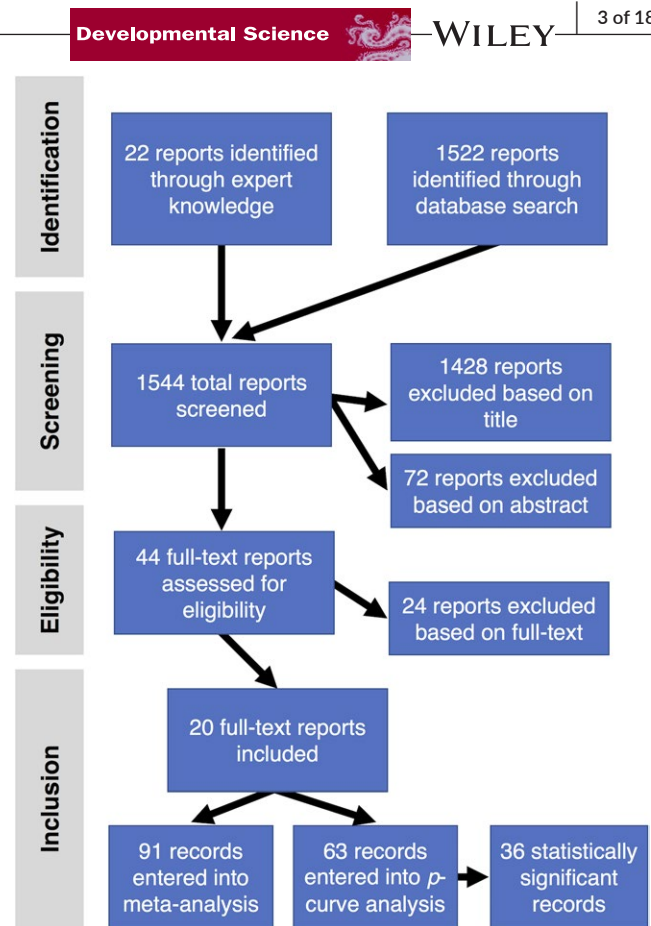 Developmental Science
WILEY
3 of 18
Identification
22 reports identified
through expert
knowledge
1522 reports
identified through
database search
Screening
1544 total reports
screened
1428 reports
excluded based on
title
72 reports excluded
based on abstract
Eligibility
44 full-text reports
assessed for
eligibility
24 reports excluded
based on full-text
Inclusion
20 full-text reports
included
91 records
entered into
meta-analysis
63 records
entered into p-
curve analysis
36 statistically
significant
records